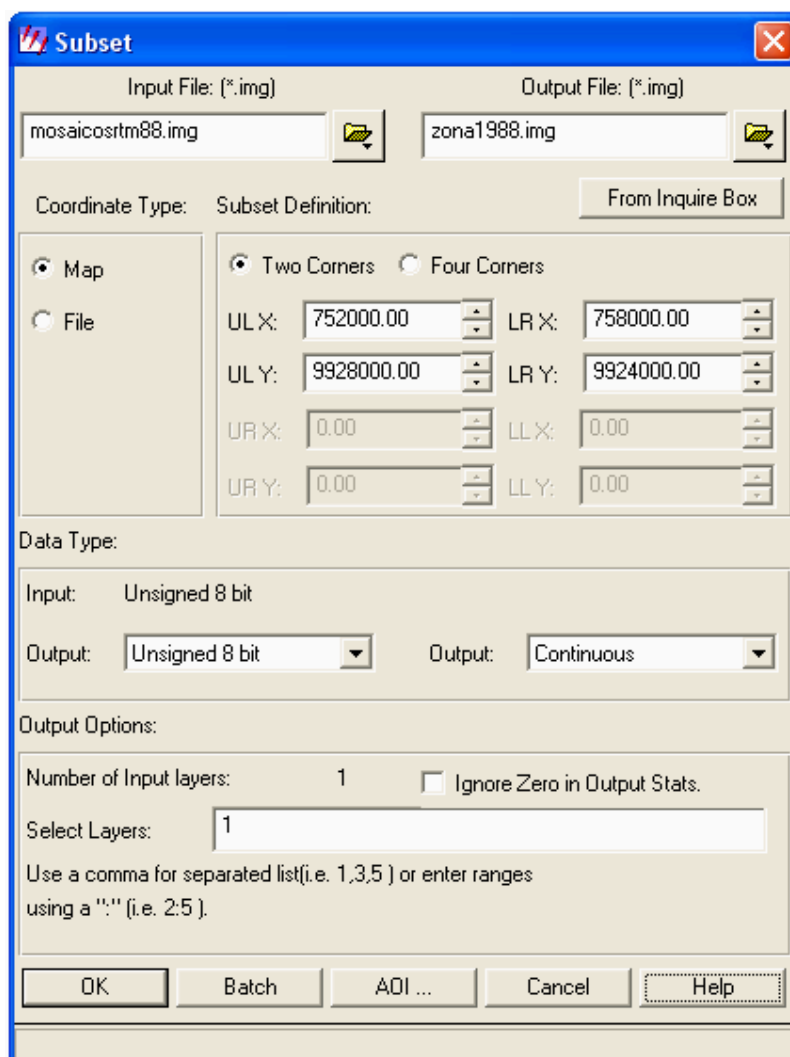 Subset
Input File: (*.img) Output File: (*.img)
mosaicosrtm88.img zona1988.img
Coordinate Type: Subset Definition: From Inquire Box
Map Two Corners Four Corners
File UL X: 752000.00 LR X: 758000.00
UL Y: 9928000.00 LR Y: 9924000.00
UR X: 0.00 LL X: 0.00
UR Y: 0.00 LL Y: 0.00
Data Type:
Input: Unsigned 8 bit
Output: Unsigned 8 bit Output: Continuous
Output Options:
Number of Input layers: 1 Ignore Zero in Output Stats.
Select Layers: 1
Use a comma for separated list(i.e. 1,3,5 ) or enter ranges
using a ":" (i.e. 2:5 ).
OK Batch AOI ... Cancel Help